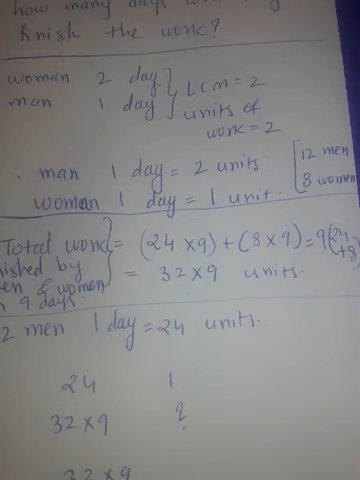 how many days
finish the work?
woman 2 day
man 1 day
LCM = 2
units of
work = 2
∴ man 1 day = 2 units
woman 1 day = 1 unit.
12 men
8 women
Total work = (24 × 9) + (8 × 9) = 9(24
+8)
nished by = 32 × 9 units.
en & women
9 days
2 men 1 day = 24 units.
24 1
32 × 9 ?
32 × 9